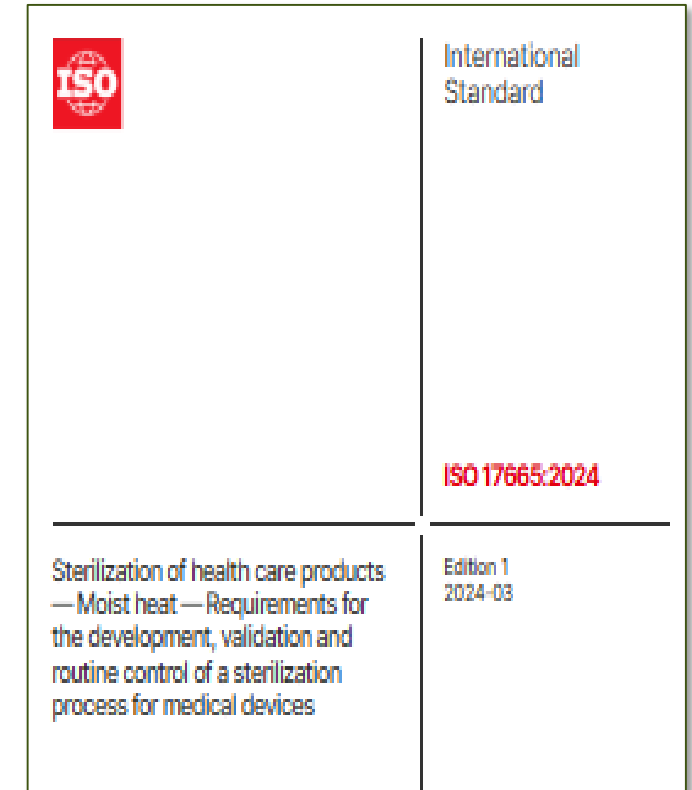 ISO
International
Standard
ISO 17665:2024
Sterilization of health care products
— Moist heat — Requirements for
the development, validation and
routine control of a sterilization
process for medical devices
Edition 1
2024-03